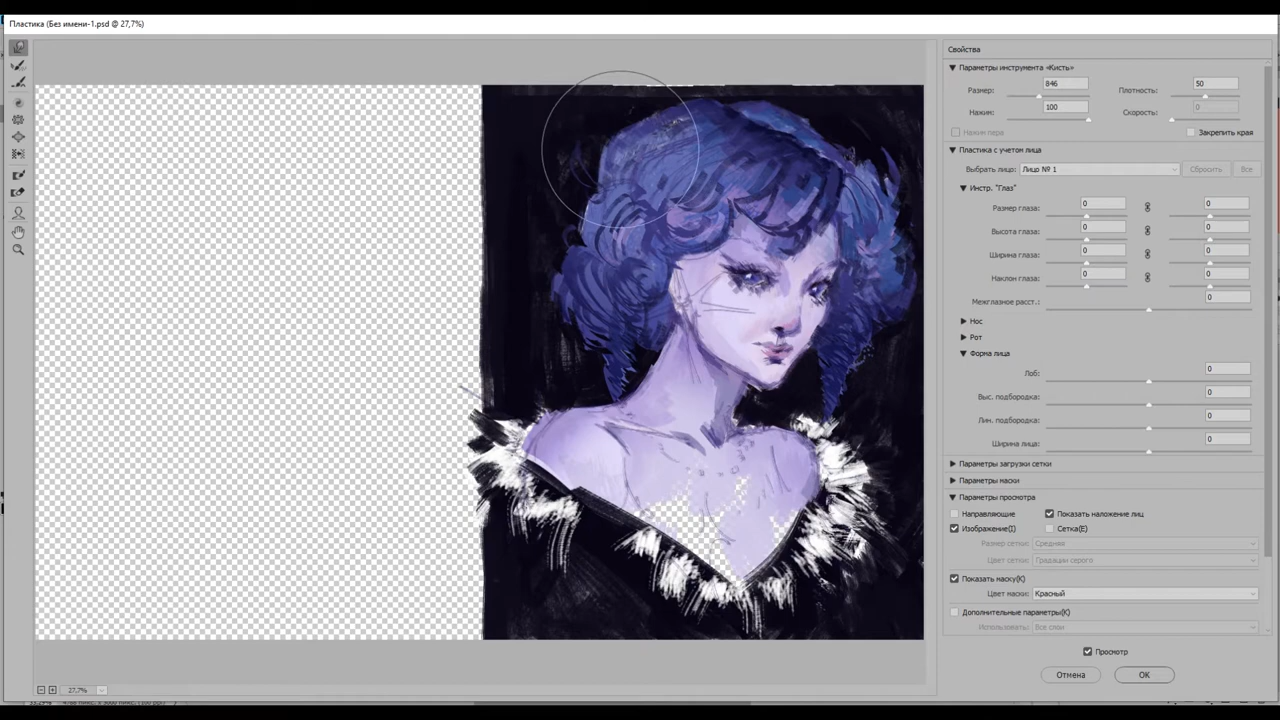 Пластика (Без имени-1.psd @ 27,7%)
Свойства
Параметры инструмента «Кисть»
Размер: 846 Плотность: 50
Нажим: 100 Скорость: 0
Нажим пера Закрепить края
Пластика с учетом лица
Выбрать лицо: Лицо № 1 Сбросить Все
Инстр. "Глаз"
Размер глаза: 0 0
Высота глаза: 0 0
Ширина глаза: 0 0
Наклон глаза: 0 0
Межглазное расст.: 0
Нос
Рот
Форма лица
Лоб: 0
Выс. подбородка: 0
Лин. подбородка: 0
Ширина лица: 0
Параметры загрузки сетки
Параметры маски
Параметры просмотра
Направляющие Показать наложение лиц
Изображение(I) Сетка(E)
Размер сетки: Средняя
Цвет сетки: Градации серого
Показать маску(K)
Цвет маски: Красный
Дополнительные параметры(K)
Использовать: Все слои
Просмотр
27,7% Отмена ОК